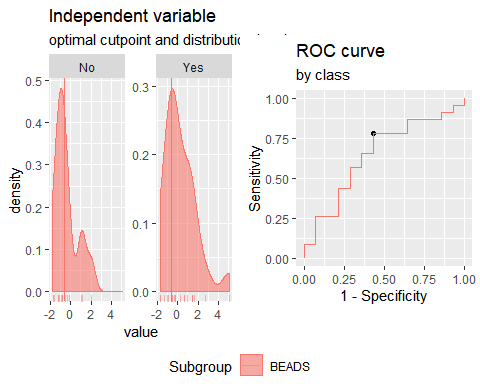 Independent variable
optimal cutpoint and distributio
No
Yes
density
0.5
0.4
0.3
0.2
0.1
0.0
0.3
0.2
0.1
0.0
-2 0 2 4
-2 0 2 4
value
ROC curve
by class
Sensitivity
1.00
0.75
0.50
0.25
0.00
0.00 0.25 0.50 0.75 1.00
1 - Specificity
Subgroup BEADS